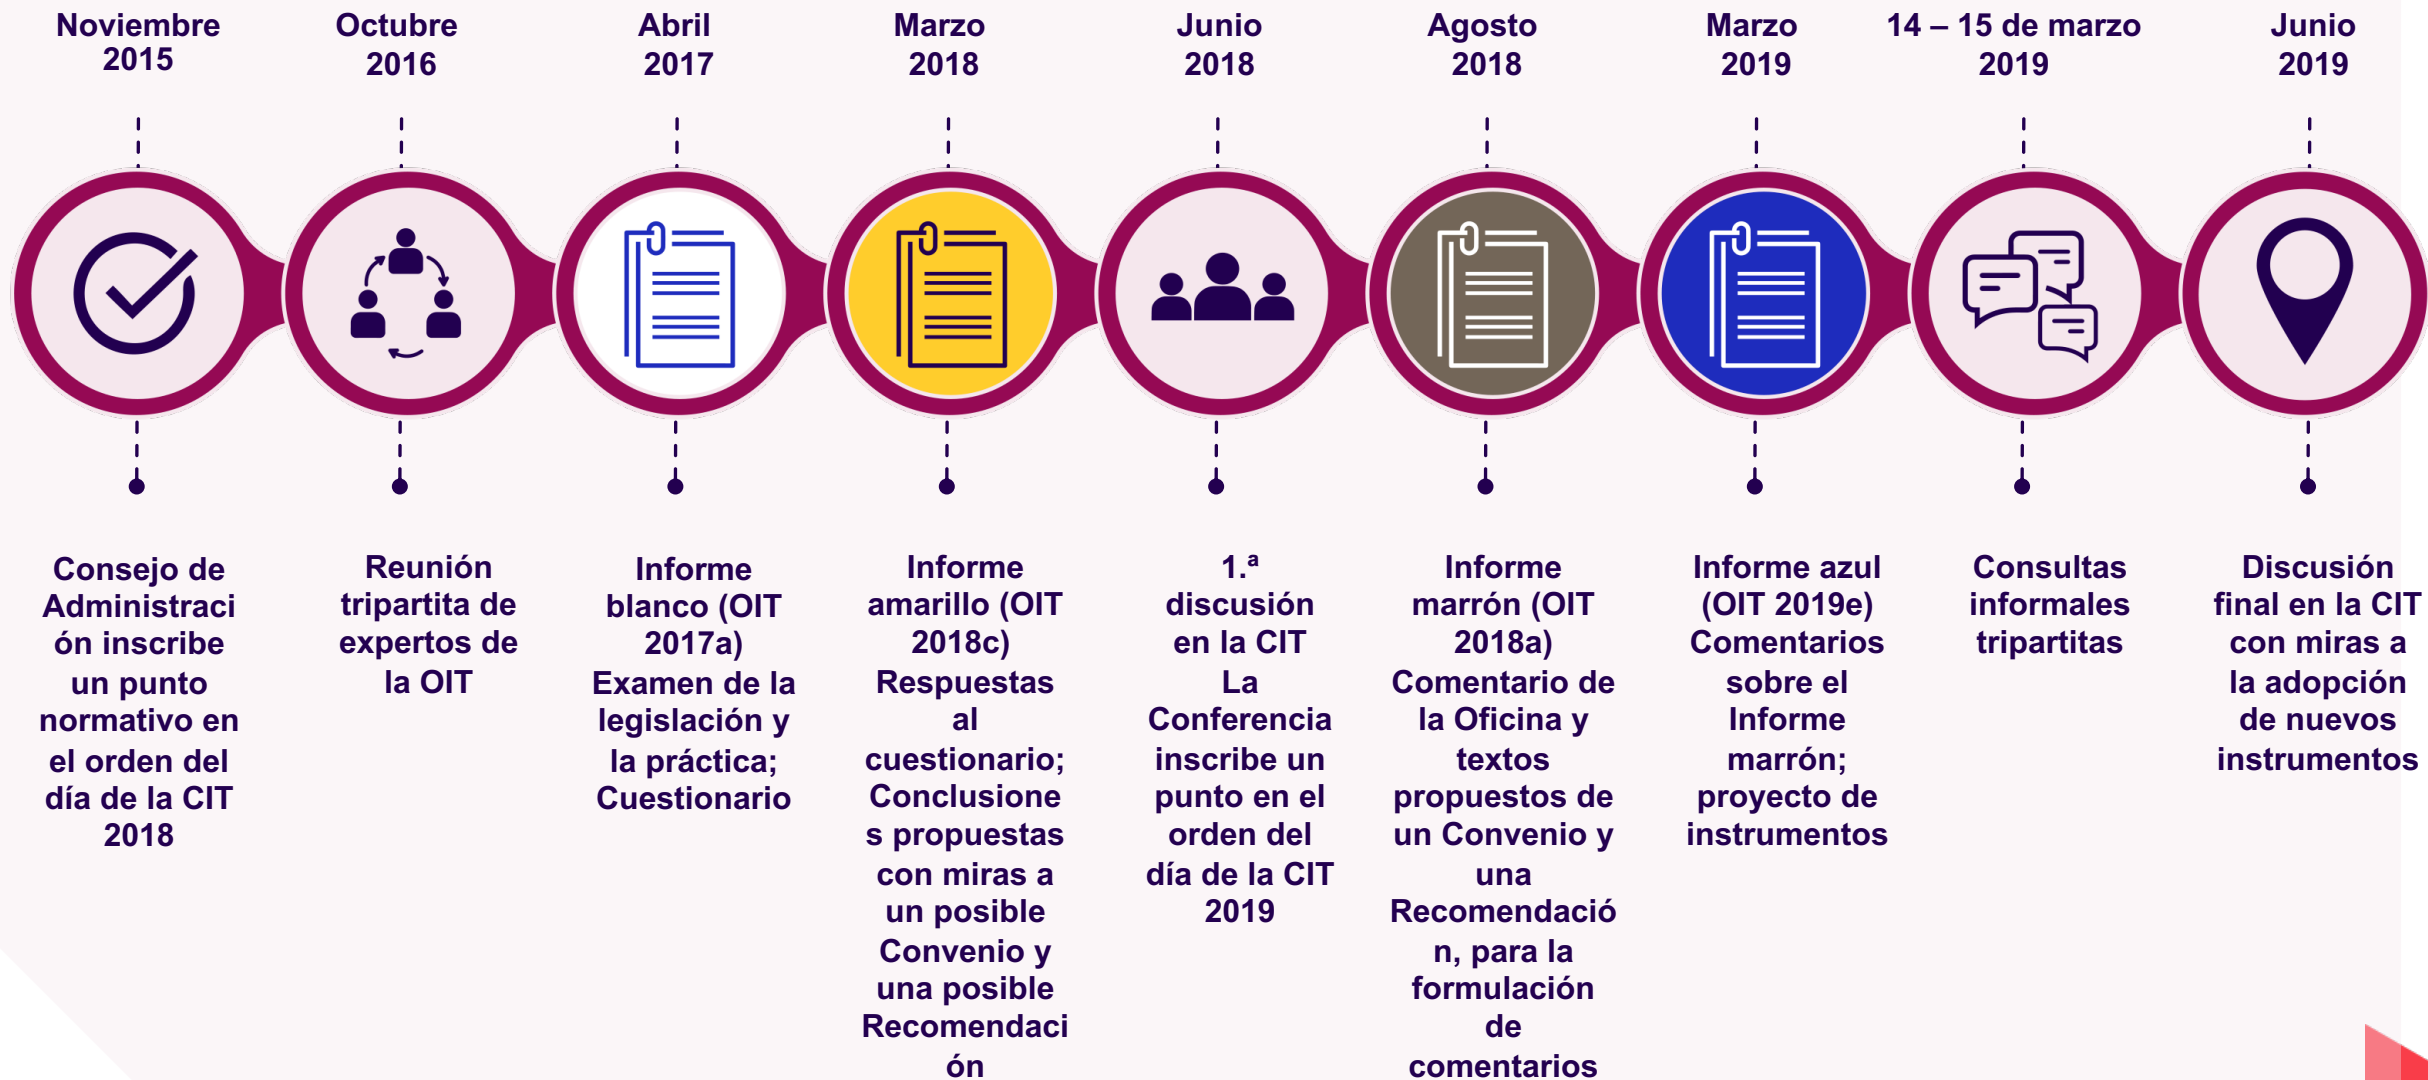 Noviembre
2015
Octubre
2016
Abril
2017
Marzo
2018
Junio
2018
Agosto
2018
Marzo
2019
14 – 15 de marzo
2019
Junio
2019
Consejo de
Administraci
ón inscribe
un punto
normativo en
el orden del
día de la CIT
2018
Reunión
tripartita de
expertos de
la OIT
Informe
blanco (OIT
2017a)
Examen de la
legislación y
la práctica;
Cuestionario
Informe
amarillo (OIT
2018c)
Respuestas
al
cuestionario;
Conclusione
s propuestas
con miras a
un posible
Convenio y
una posible
Recomendaci
ón
1.ª
discusión
en la CIT
La
Conferencia
inscribe un
punto en el
orden del
día de la CIT
2019
Informe
marrón (OIT
2018a)
Comentario de
la Oficina y
textos
propuestos de
un Convenio y
una
Recomendació
n, para la
formulación
de
comentarios
Informe azul
(OIT 2019e)
Comentarios
sobre el
Informe
marrón;
proyecto de
instrumentos
Consultas
informales
tripartitas
Discusión
final en la CIT
con miras a
la adopción
de nuevos
instrumentos